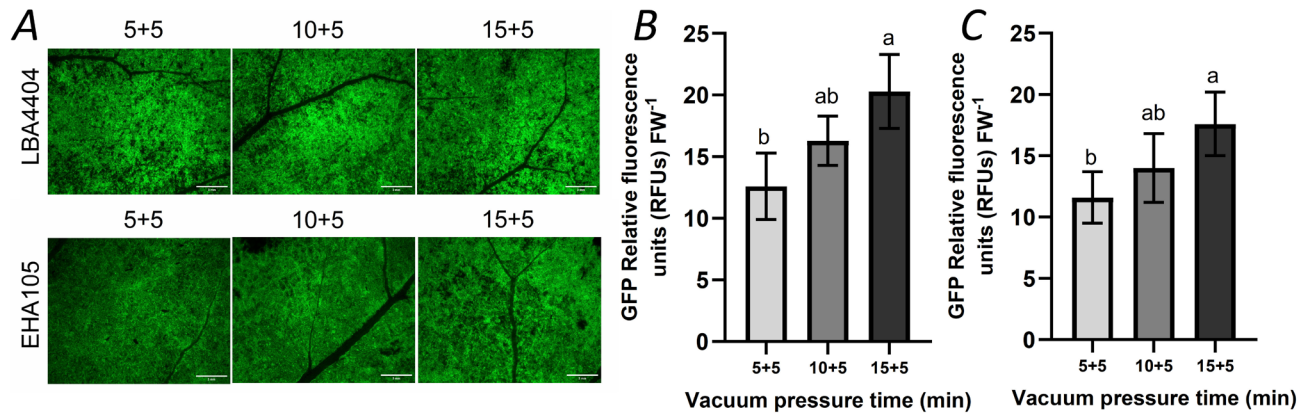 A
5+5 10+5 15+5
LBA4404
5+5 10+5 15+5
EHA105
B
GFP Relative fluorescence
units (RFUs) FW-1
25
20
15
10
5
0
b
ab
a
5+5 10+5 15+5
Vacuum pressure time (min)
C
GFP Relative fluorescence
units (RFUs) FW-1
25
20
15
10
5
0
b
ab
a
5+5 10+5 15+5
Vacuum pressure time (min)